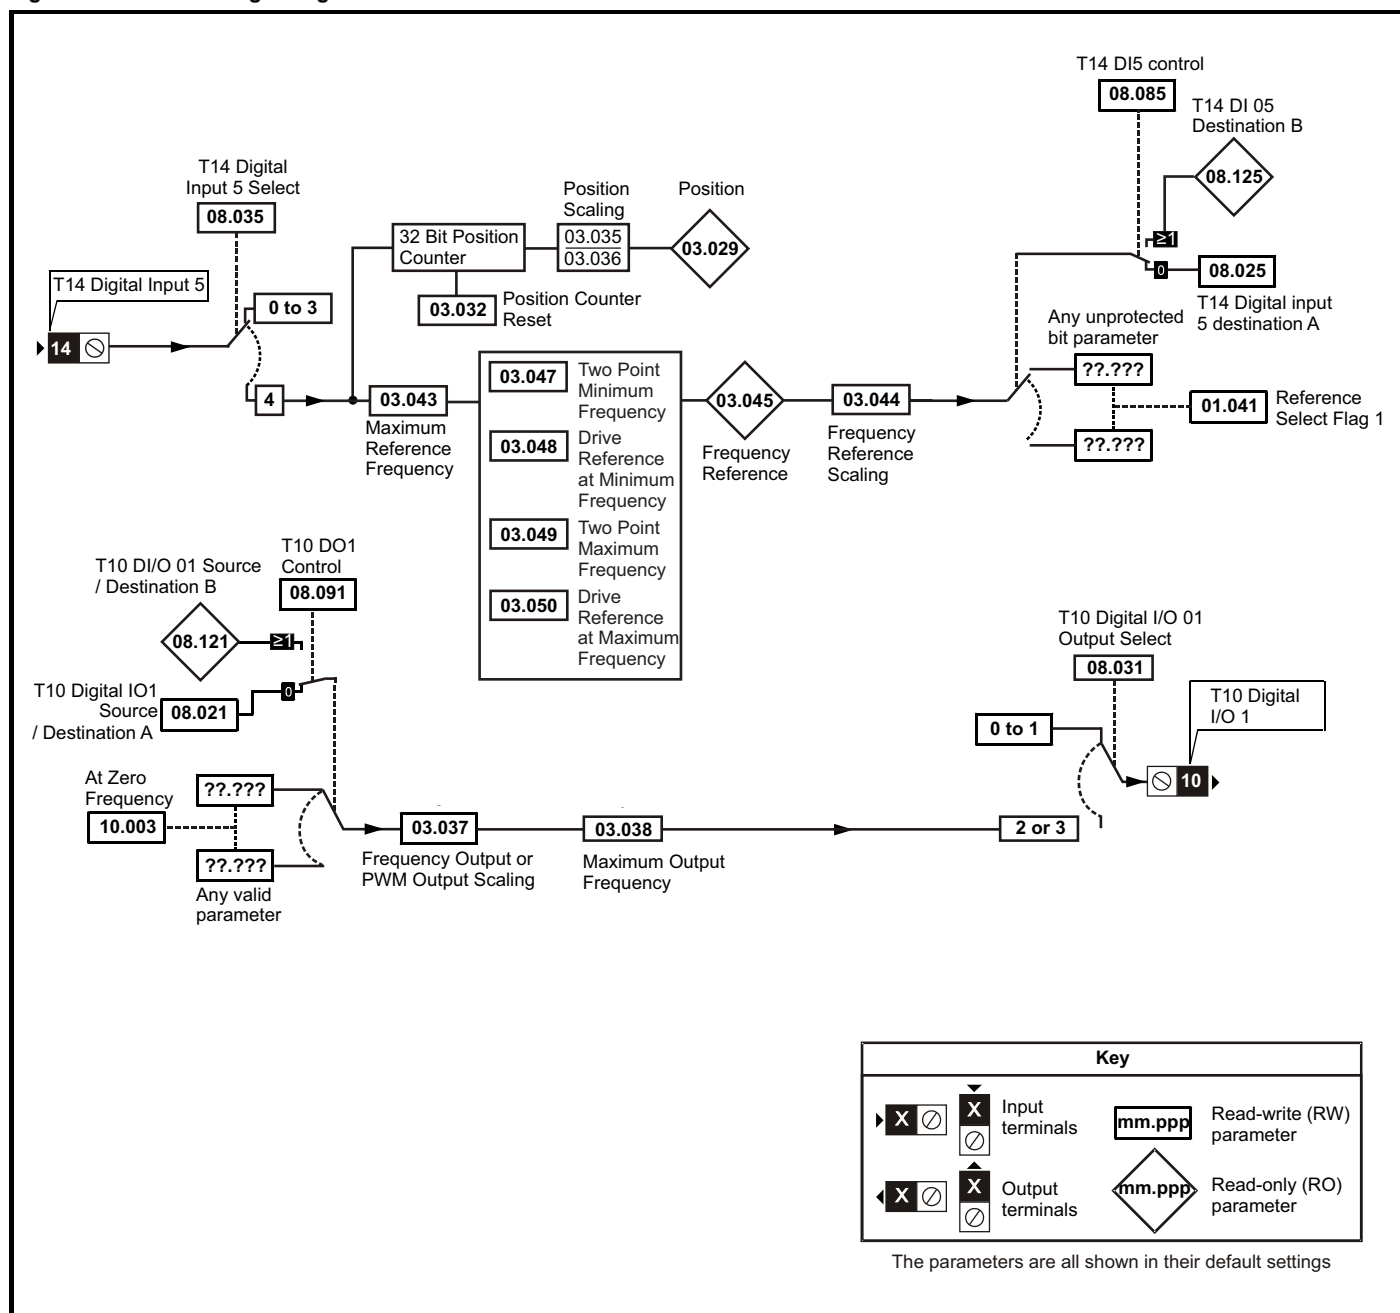 T14 DI5 control
08.085
T14 DI 05
Destination B
08.125
≥1
0
08.025
T14 Digital input
5 destination A
T14 Digital
Input 5 Select
08.035
T14 Digital Input 5
14
0 to 3
4
32 Bit Position
Counter
Position
Scaling
03.035
03.036
Position
03.029
03.032
Position Counter
Reset
03.043
Maximum
Reference
Frequency
03.047
Two Point
Minimum
Frequency
03.048
Drive
Reference
at Minimum
Frequency
03.049
Two Point
Maximum
Frequency
03.050
Drive
Reference
at Maximum
Frequency
03.045
Frequency
Reference
03.044
Frequency
Reference
Scaling
Any unprotected
bit parameter
??.???
??.???
01.041
Reference
Select Flag 1
T10 DI/O 01 Source
/ Destination B
08.121
≥1
T10 DO1
Control
08.091
0
T10 Digital IO1
Source
/ Destination A
08.021
At Zero
Frequency
10.003
??.???
??.???
Any valid
parameter
03.037
Frequency Output or
PWM Output Scaling
03.038
Maximum Output
Frequency
2 or 3
0 to 1
T10 Digital I/O 01
Output Select
08.031
T10 Digital
I/O 1
10
Key
X
X
Input
terminals
mm.ppp
Read-write (RW)
parameter
X
X
Output
terminals
mm.ppp
Read-only (RO)
parameter
The parameters are all shown in their default settings